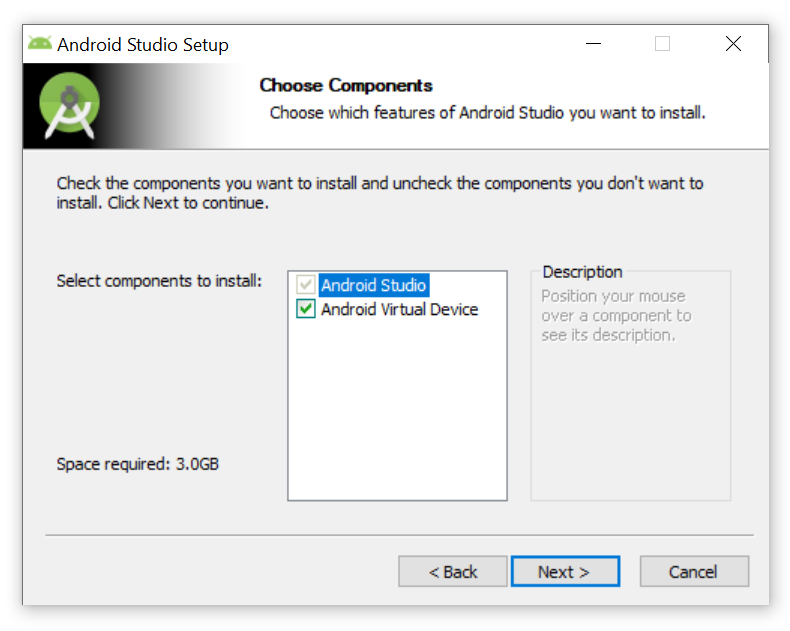 Android Studio Setup
Choose Components
Choose which features of Android Studio you want to install.
Check the components you want to install and uncheck the components you don't want to
install. Click Next to continue.
Select components to install:
Android Studio
Android Virtual Device
Description
Position your mouse
over a component to
see its description.
Space required: 3.0GB
< Back
Next >
Cancel